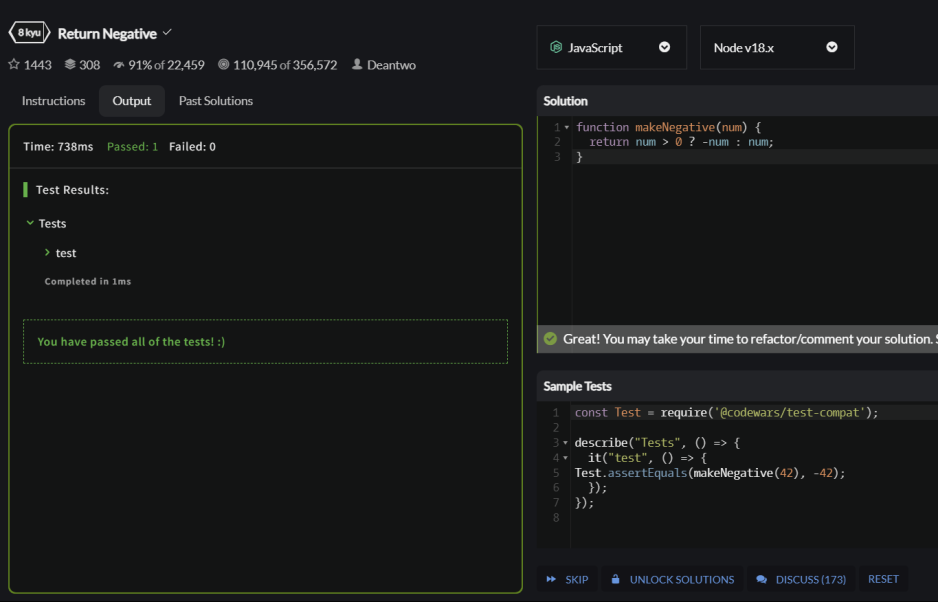 8 kyu Return Negative
1443 308 91% of 22,459 110,945 of 356,572 Deantwo
Instructions Output Past Solutions
Time: 738ms Passed: 1 Failed: 0
Test Results:
Tests
test
Completed in 1ms
You have passed all of the tests! :)
JavaScript Node v18.x
Solution
1 function makeNegative(num) {
2 return num > 0 ? -num : num;
3 }
Great! You may take your time to refactor/comment your solution. S
Sample Tests
1 const Test = require('@codewars/test-compat');
2
3 describe("Tests", () => {
4 it("test", () => {
5 Test.assertEquals(makeNegative(42), -42);
6 });
7 });
8
SKIP UNLOCK SOLUTIONS DISCUSS (173) RESET